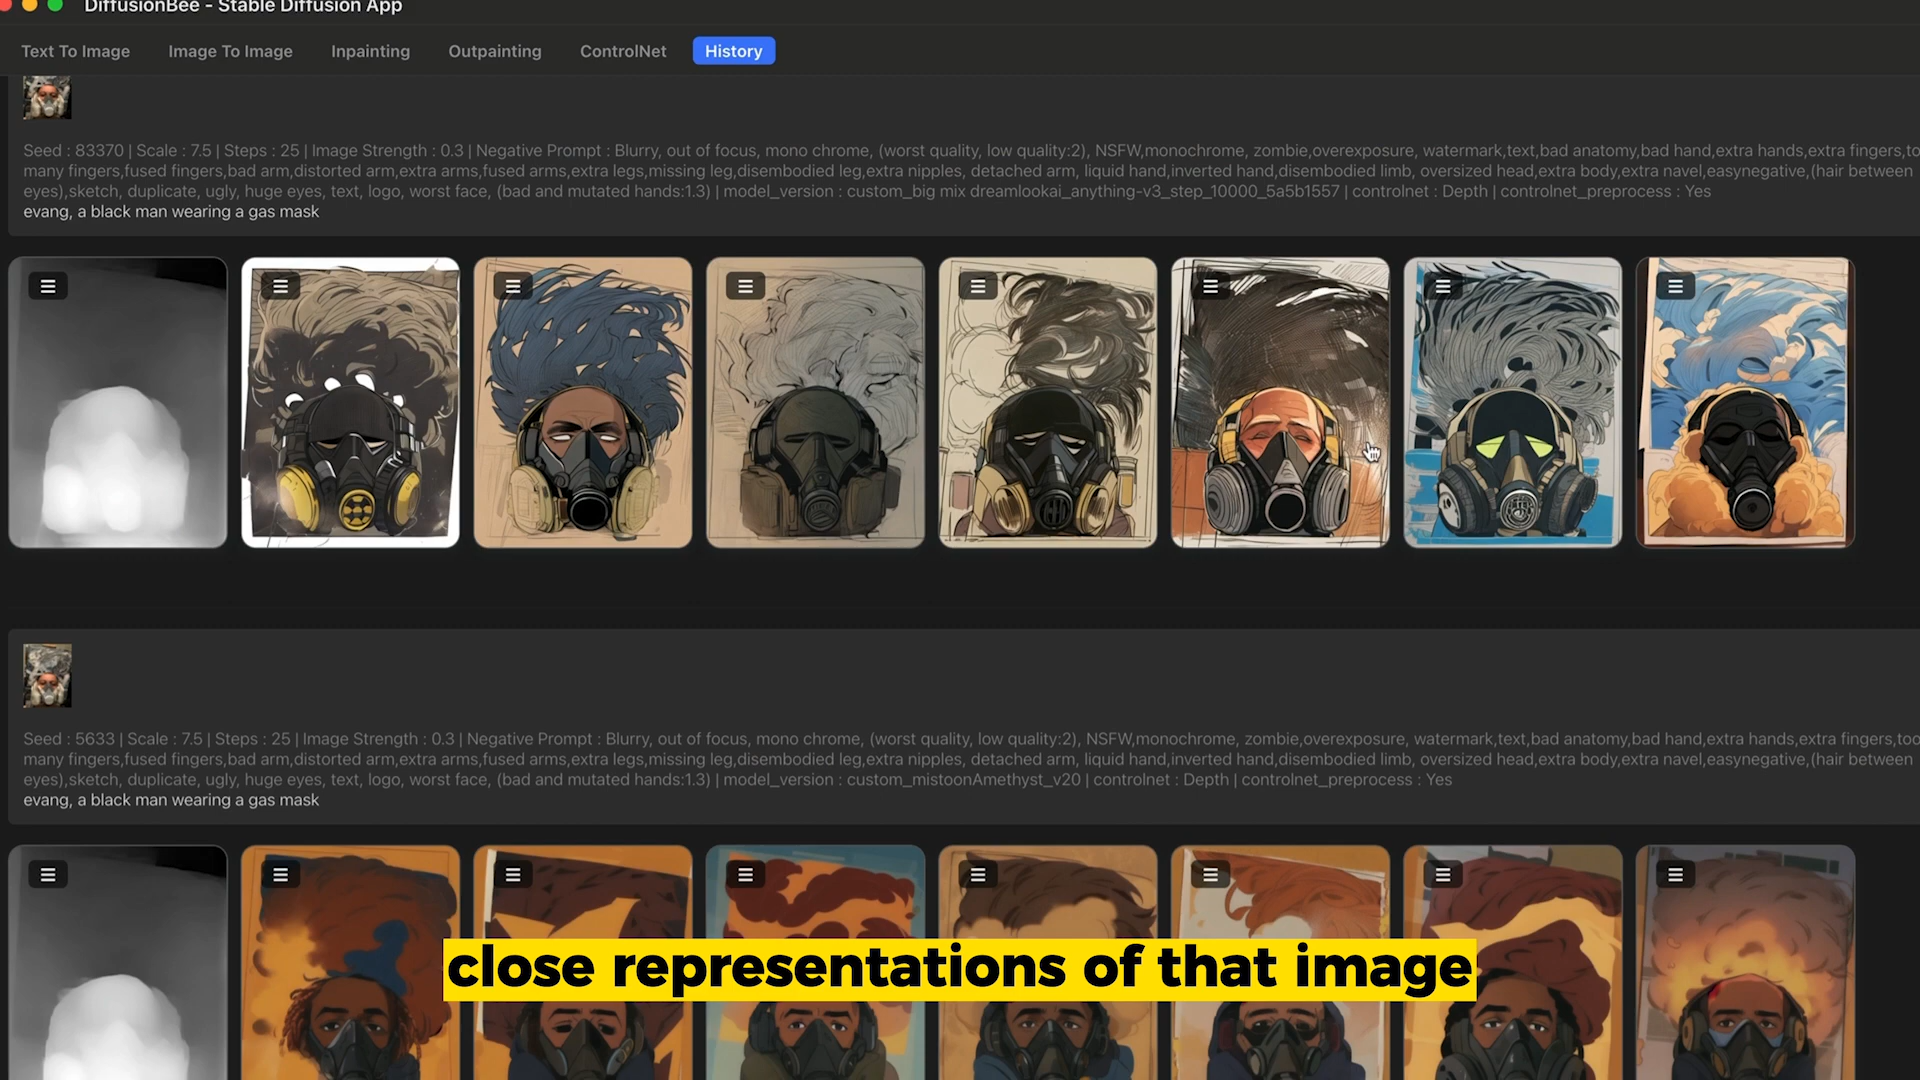 DiffusionBee - Stable Diffusion App
Text To Image Image To Image Inpainting Outpainting ControlNet History
Seed : 83370 | Scale : 7.5 | Steps : 25 | Image Strength : 0.3 | Negative Prompt : Blurry, out of focus, mono chrome, (worst quality, low quality:2), NSFW,monochrome, zombie,overexposure, watermark,text,bad anatomy,bad hand,extra hands,extra fingers,to
many fingers,fused fingers,bad arm,distorted arm,extra arms,fused arms,extra legs,missing leg,disembodied leg,extra nipples, detached arm, liquid hand,inverted hand,disembodied limb, oversized head,extra body,extra navel,easynegative,(hair between
eyes),sketch, duplicate, ugly, huge eyes, text, logo, worst face, (bad and mutated hands:1.3) | model_version : custom_big mix dreamlookai_anything-v3_step_10000_5a5b1557 | controlnet : Depth | controlnet_preprocess : Yes
evang, a black man wearing a gas mask
Seed : 5633 | Scale : 7.5 | Steps : 25 | Image Strength : 0.3 | Negative Prompt : Blurry, out of focus, mono chrome, (worst quality, low quality:2), NSFW,monochrome, zombie,overexposure, watermark,text,bad anatomy,bad hand,extra hands,extra fingers,too
many fingers,fused fingers,bad arm,distorted arm,extra arms,fused arms,extra legs,missing leg,disembodied leg,extra nipples, detached arm, liquid hand,inverted hand,disembodied limb, oversized head,extra body,extra navel,easynegative,(hair between
eyes),sketch, duplicate, ugly, huge eyes, text, logo, worst face, (bad and mutated hands:1.3) | model_version : custom_mistoonAmethyst_v20 | controlnet : Depth | controlnet_preprocess : Yes
evang, a black man wearing a gas mask
close representations of that image